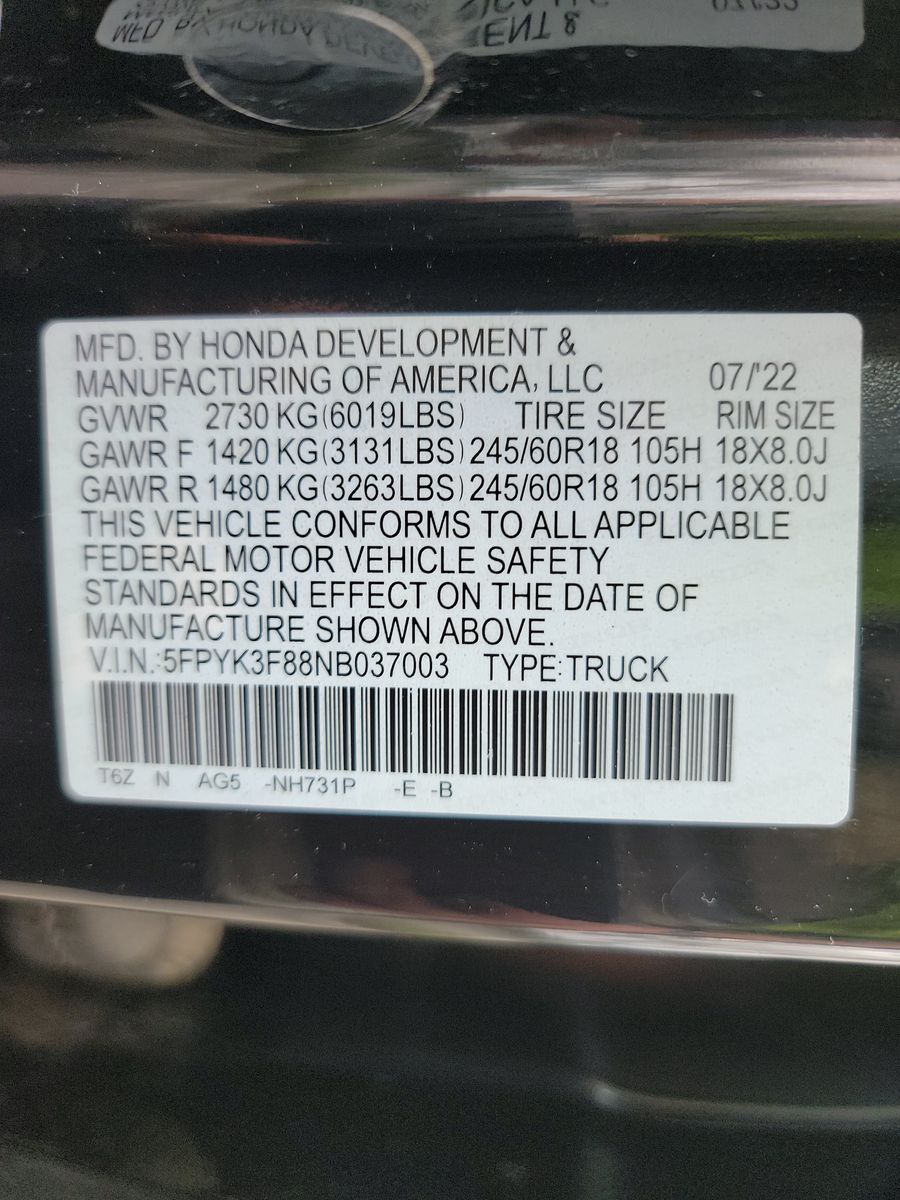 MFD. BY HONDA DEVELOPMENT &
MANUFACTURING OF AMERICA, LLC 07/'22
GVWR 2730 KG(6019LBS) TIRE SIZE RIM SIZE
GAWR F 1420 KG(3131LBS) 245/60R18 105H 18X8.0J
GAWR R 1480 KG(3263LBS) 245/60R18 105H 18X8.0J
THIS VEHICLE CONFORMS TO ALL APPLICABLE
FEDERAL MOTOR VEHICLE SAFETY
STANDARDS IN EFFECT ON THE DATE OF
MANUFACTURE SHOWN ABOVE.
V.I.N.:5FPYK3F88NB037003 TYPE:TRUCK
T6Z N AG5 -NH731P -E -B